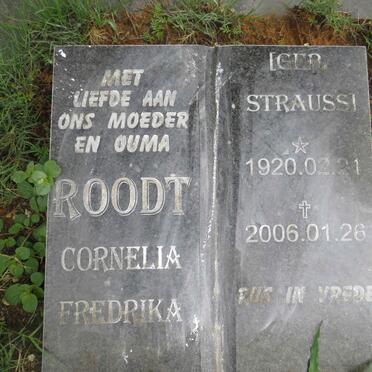 MET
LIEFDE AAN
ONS MOEDER
EN OUMA
ROODT
CORNELIA
FREDRIKA
[GER.
STRAUSS]
☆
1920.02.21
✝
2006.01.26
RUS IN VREDE